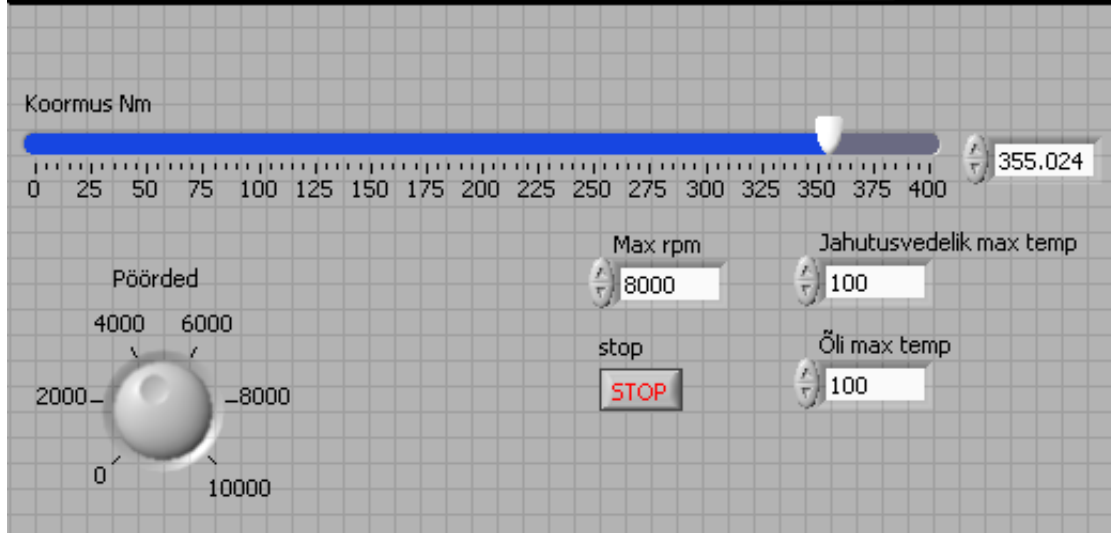 Koormus Nm
355.024
0 25 50 75 100 125 150 175 200 225 250 275 300 325 350 375 400
Max rpm
8000
Jahutusvedelik max temp
100
Pöörded
4000 6000
2000 8000
0 10000
stop
STOP
Õli max temp
100